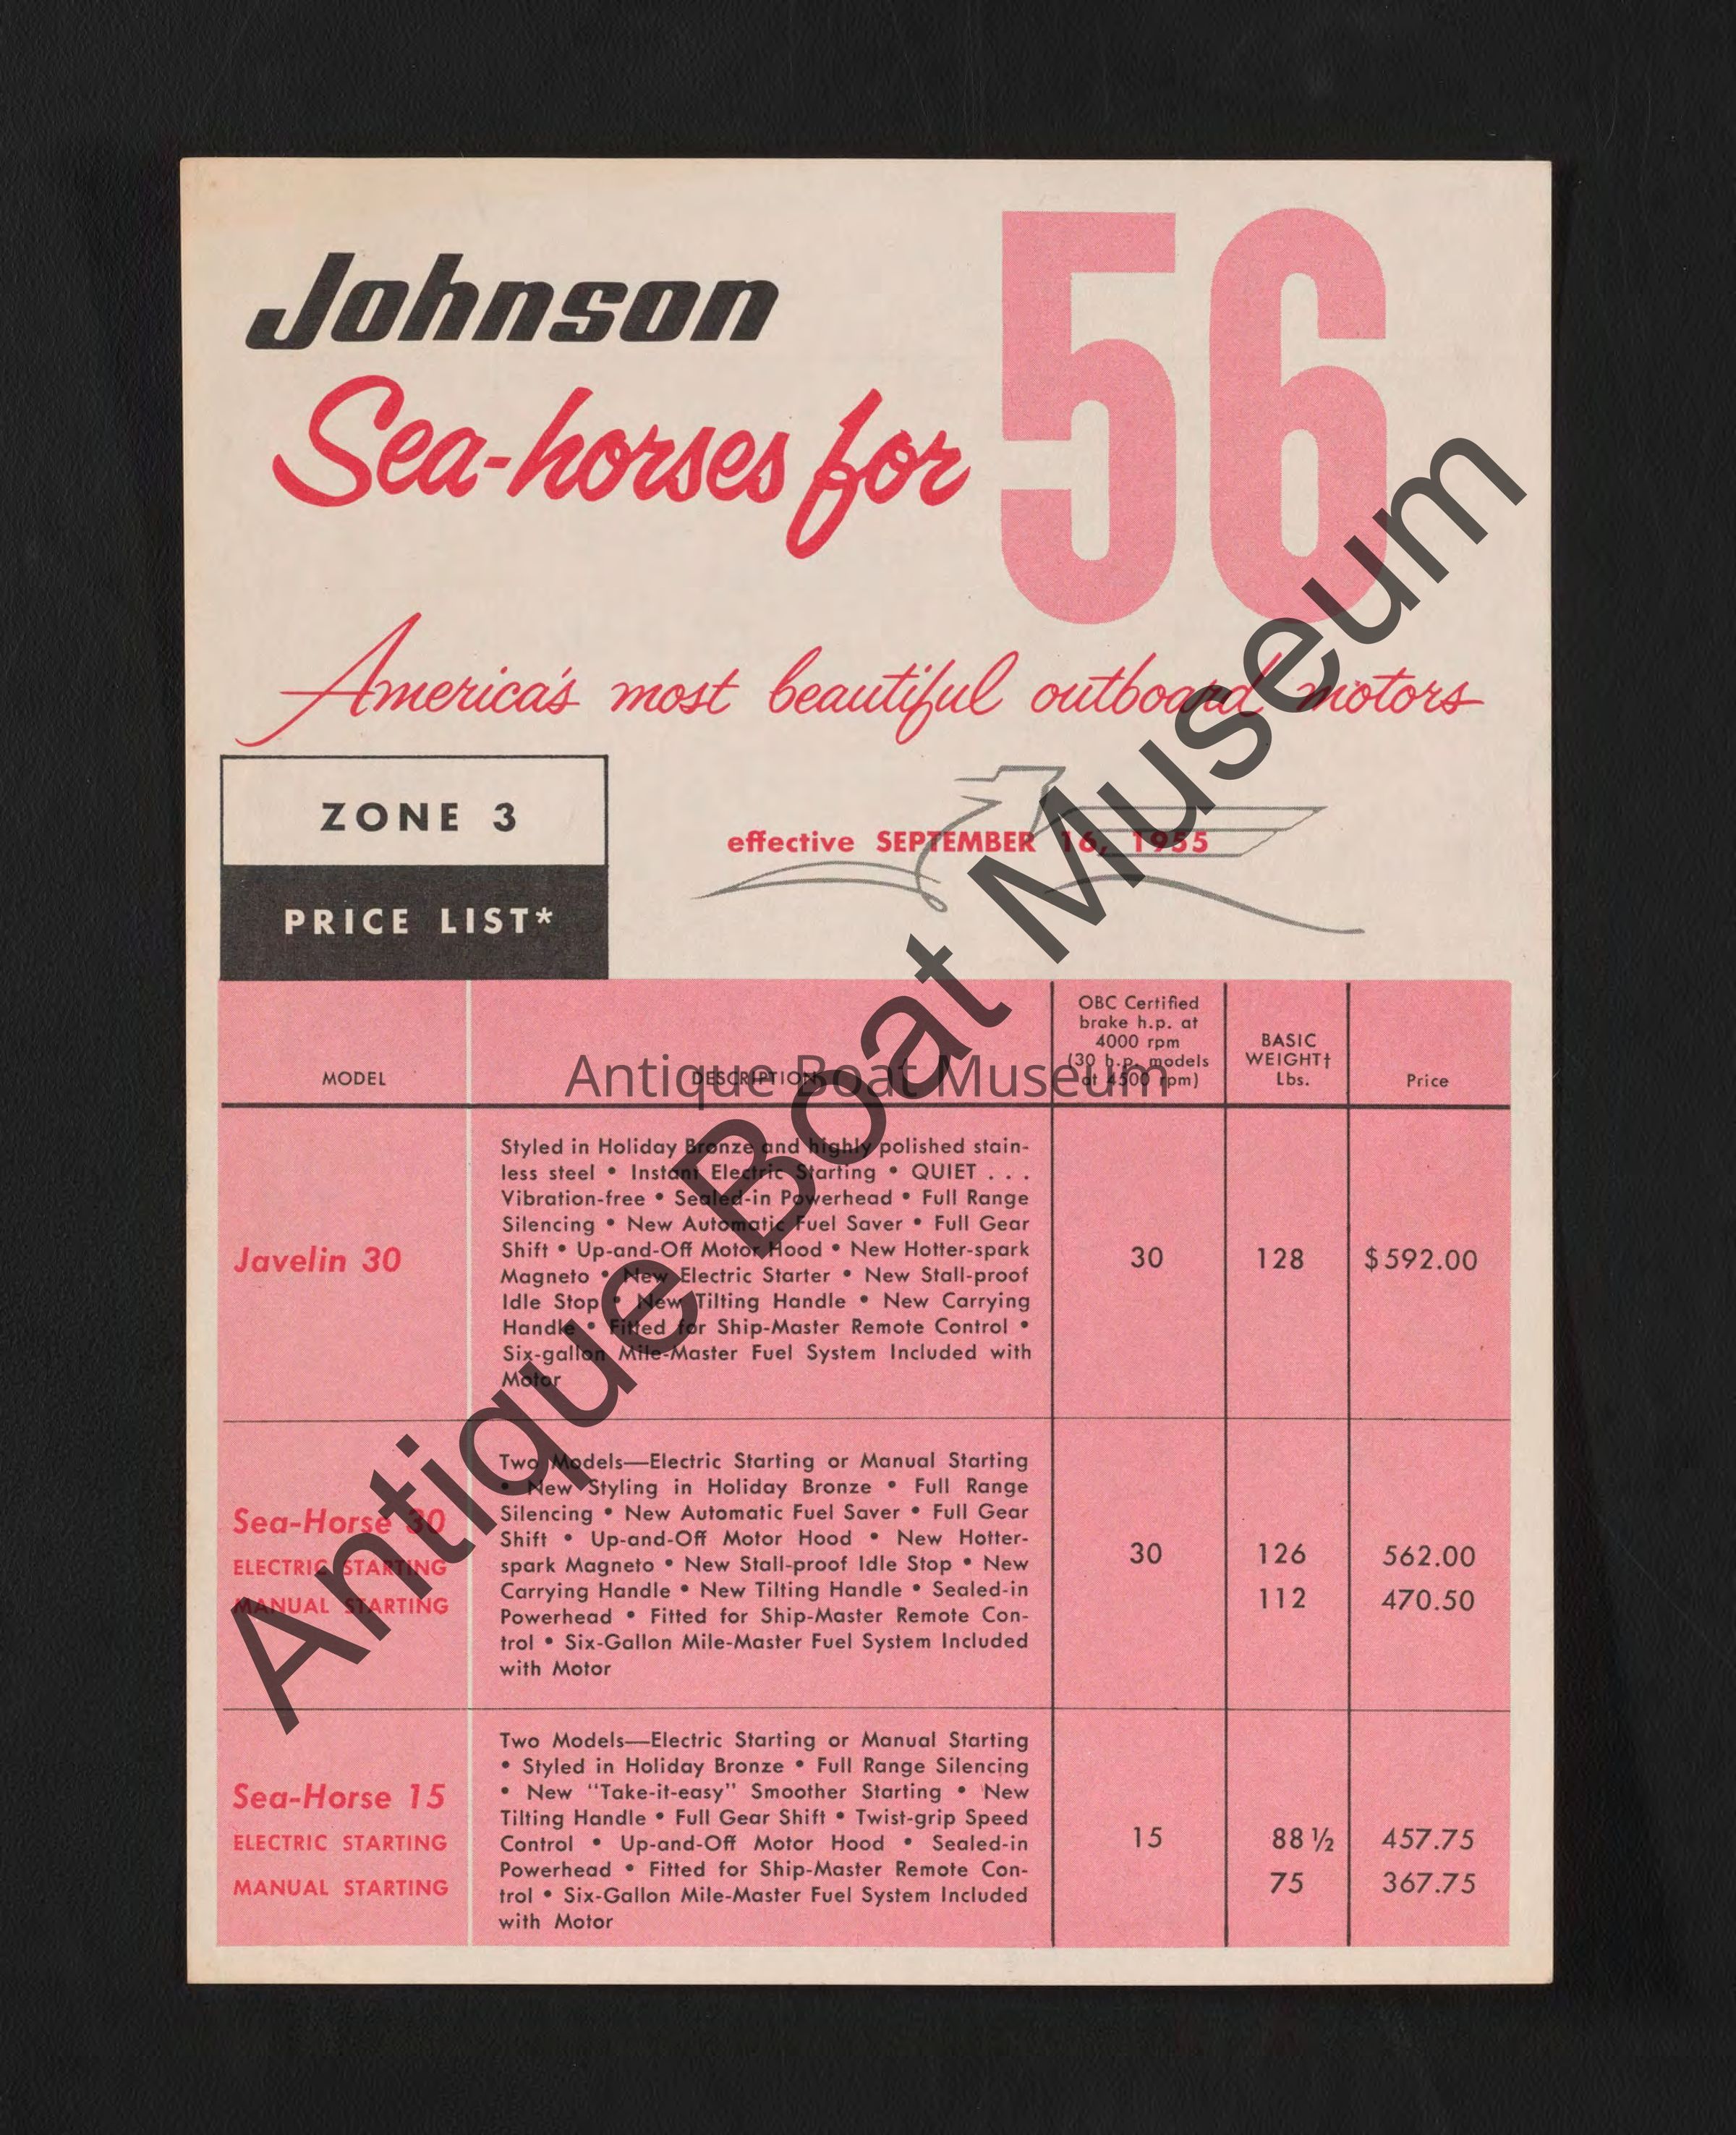 Johnson
Sea-horses for
56
America's most beautiful outboard motors
ZONE 3
PRICE LIST*
effective SEPTEMBER 16, 1955
MODEL
DESCRIPTION
OBC Certified
brake h.p. at
4000 rpm
(30 h.p. models
at 4500 rpm)
BASIC
WEIGHT†
Lbs.
Price
Javelin 30
Styled in Holiday Bronze and highly polished stain-
less steel • Instant Electric Starting • QUIET . . .
Vibration-free • Sealed-in Powerhead • Full Range
Silencing • New Automatic Fuel Saver • Full Gear
Shift • Up-and-Off Motor Hood • New Hotter-spark
Magneto • New Electric Starter • New Stall-proof
Idle Stop • New Tilting Handle • New Carrying
Handle • Fitted for Ship-Master Remote Control •
Six-gallon Mile-Master Fuel System Included with
Motor
30
128
$592.00
Sea-Horse 30
ELECTRIC STARTING
MANUAL STARTING
Two Models—Electric Starting or Manual Starting
• New Styling in Holiday Bronze • Full Range
Silencing • New Automatic Fuel Saver • Full Gear
Shift • Up-and-Off Motor Hood • New Hotter-
spark Magneto • New Stall-proof Idle Stop • New
Carrying Handle • New Tilting Handle • Sealed-in
Powerhead • Fitted for Ship-Master Remote Con-
trol • Six-Gallon Mile-Master Fuel System Included
with Motor
30
126
112
562.00
470.50
Sea-Horse 15
ELECTRIC STARTING
MANUAL STARTING
Two Models—Electric Starting or Manual Starting
• Styled in Holiday Bronze • Full Range Silencing
• New "Take-it-easy" Smoother Starting • New
Tilting Handle • Full Gear Shift • Twist-grip Speed
Control • Up-and-Off Motor Hood • Sealed-in
Powerhead • Fitted for Ship-Master Remote Con-
trol • Six-Gallon Mile-Master Fuel System Included
with Motor
15
88 ½
75
457.75
367.75
Antique Boat Museum
Antique Boat Museum